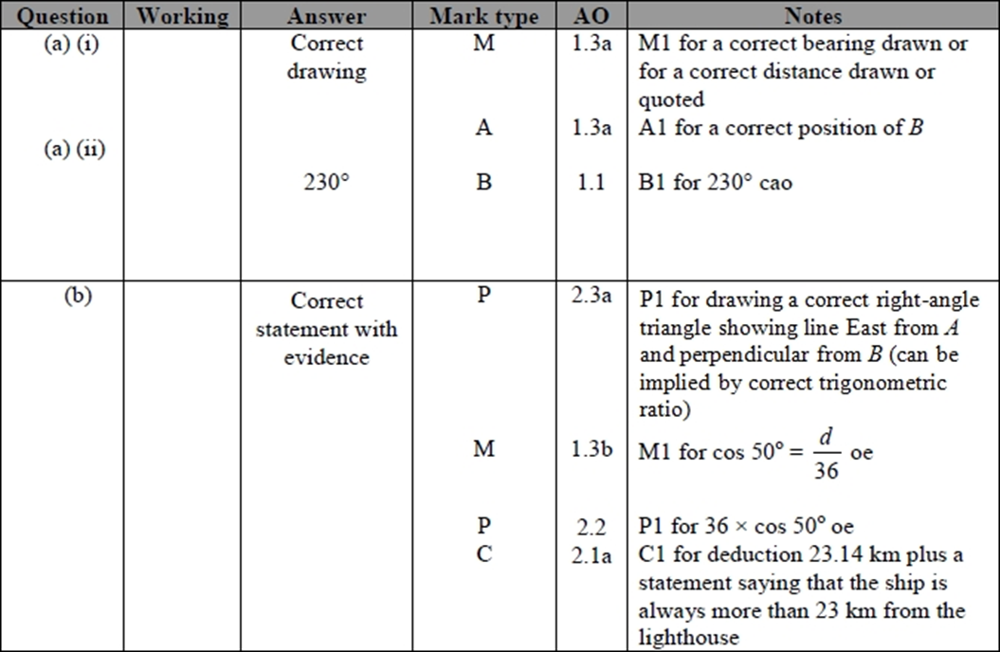 Question Working Answer Mark type AO Notes
(a) (i) Correct M 1.3a M1 for a correct bearing drawn or
drawing for a correct distance drawn or
quoted
A 1.3a A1 for a correct position of B
(a) (ii)
230° B 1.1 B1 for 230° cao
(b) Correct P 2.3a P1 for drawing a correct right-angle
statement with triangle showing line East from A
evidence and perpendicular from B (can be
implied by correct trigonometric
ratio)
M 1.3b M1 for cos 50° = d/36 oe
P 2.2 P1 for 36 × cos 50° oe
C 2.1a C1 for deduction 23.14 km plus a
statement saying that the ship is
always more than 23 km from the
lighthouse